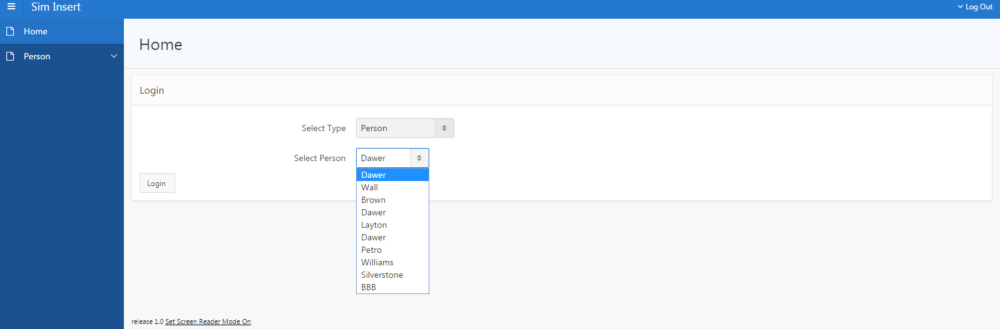 Sim Insert
Log Out
Home
Person
Home
Login
Select Type Person
Select Person Dawer
Dawer
Wall
Brown
Dawer
Layton
Dawer
Petro
Williams
Silverstone
BBB
Login
release 1.0 Set Screen Reader Mode On